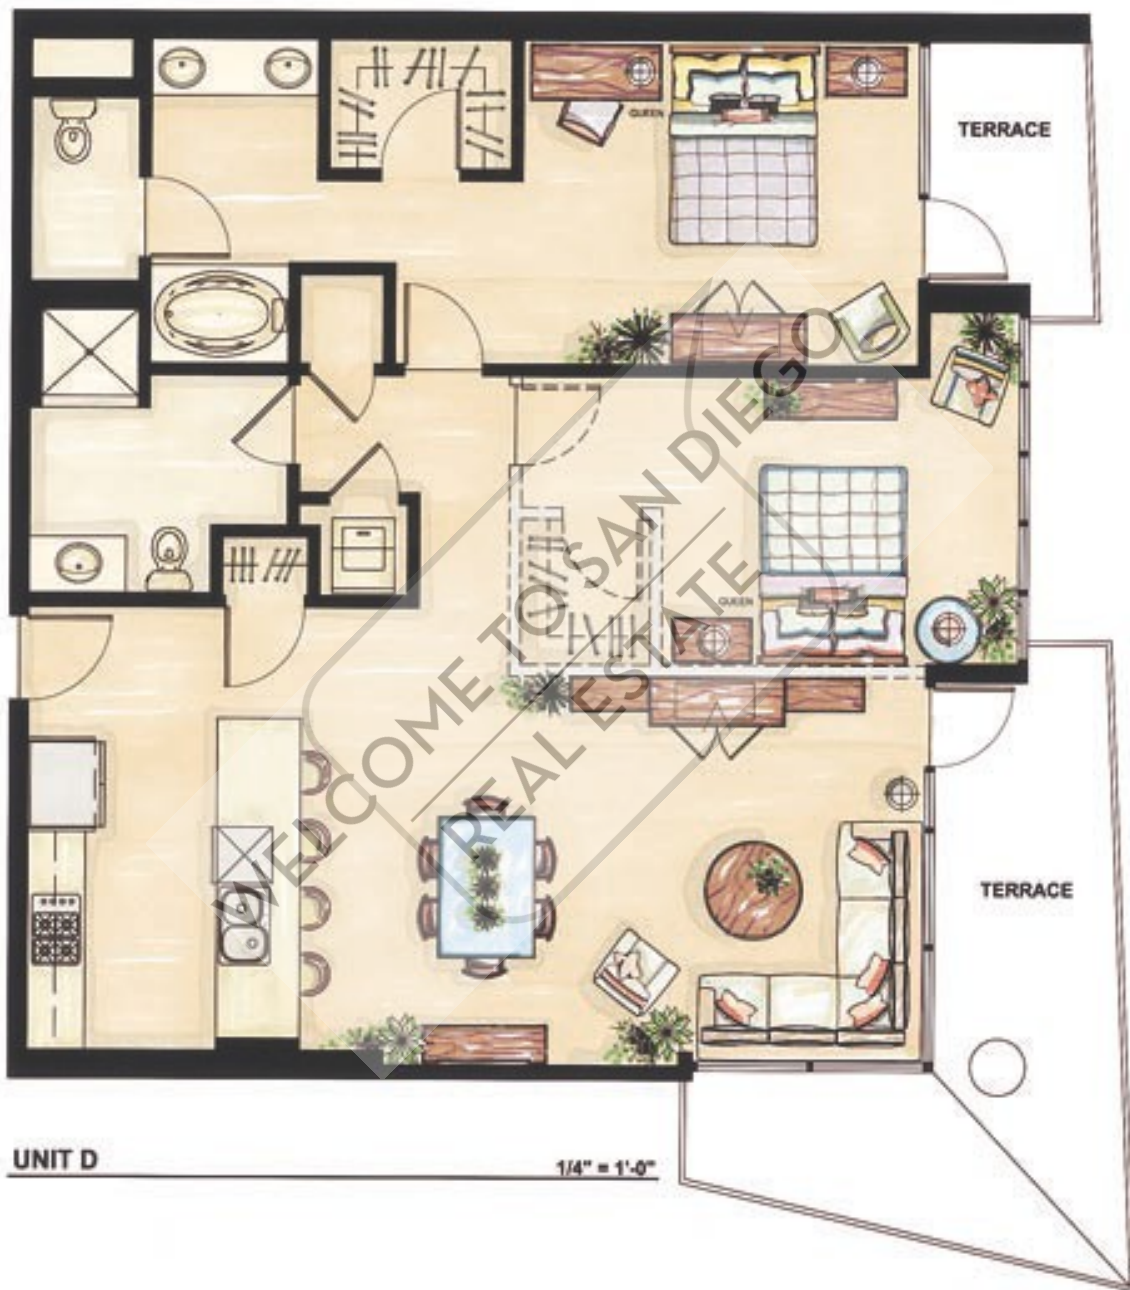 TERRACE
QUEEN
WELCOME TO SAN DIEGO
REAL ESTATE
QUEEN
TERRACE
UNIT D
1/4" = 1'-0"